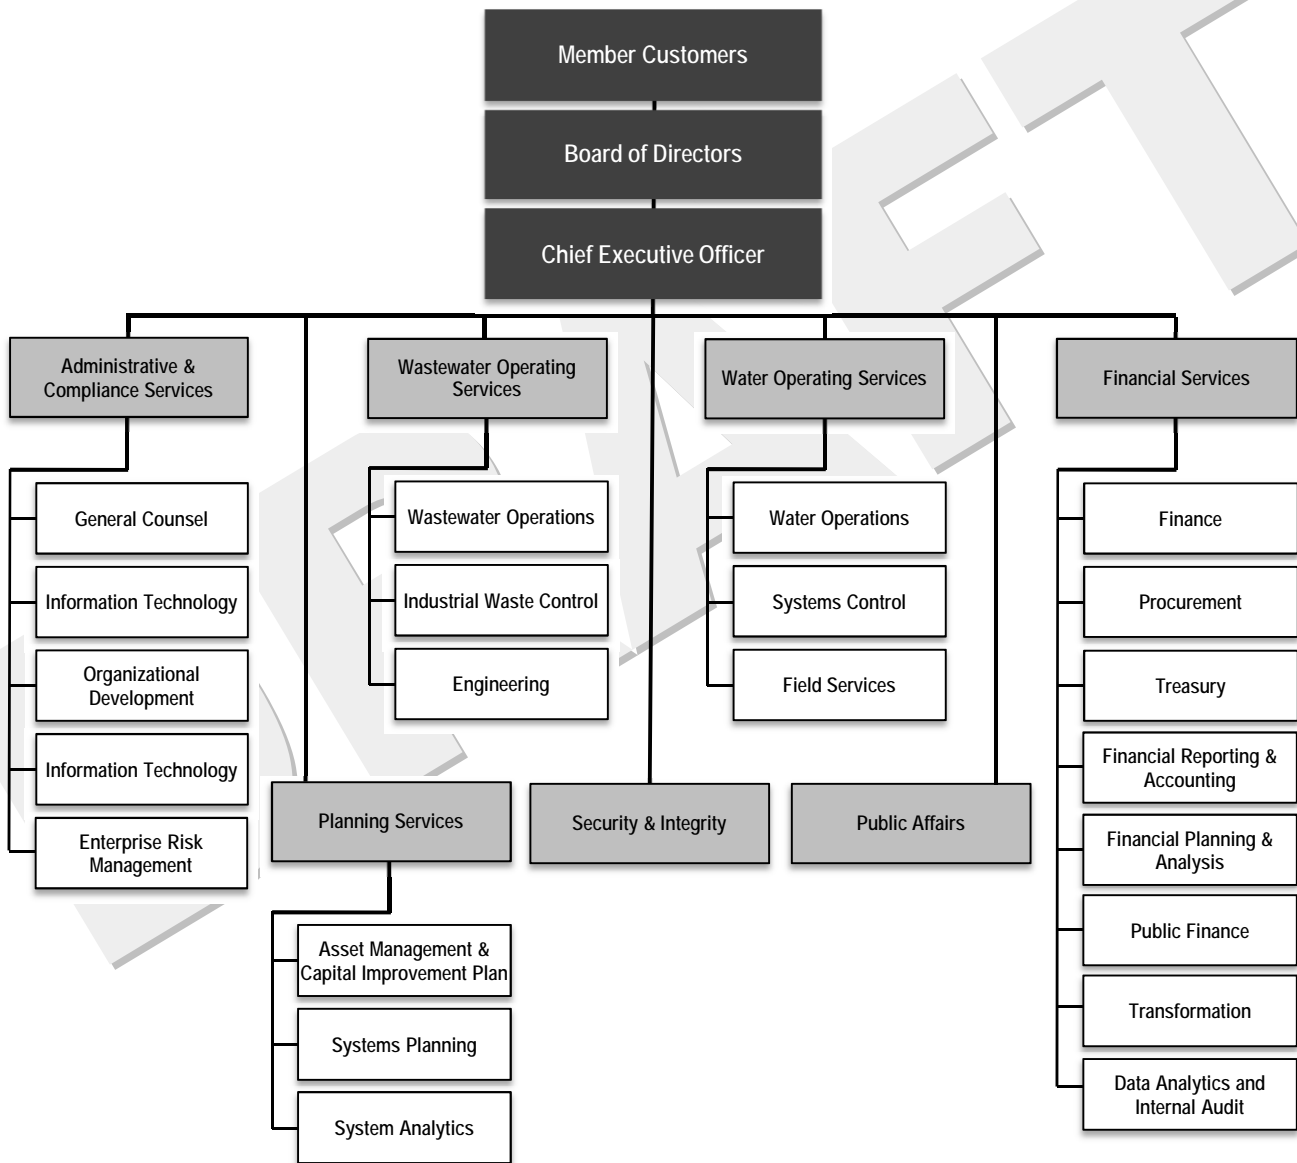 Member Customers
Board of Directors
Chief Executive Officer
Administrative &
Compliance Services
Wastewater Operating
Services
Water Operating Services
Financial Services
General Counsel
Information Technology
Organizational
Development
Information Technology
Enterprise Risk
Management
Wastewater Operations
Industrial Waste Control
Engineering
Water Operations
Systems Control
Field Services
Finance
Procurement
Treasury
Financial Reporting &
Accounting
Financial Planning &
Analysis
Public Finance
Transformation
Data Analytics and
Internal Audit
Planning Services
Security & Integrity
Public Affairs
Asset Management &
Capital Improvement Plan
Systems Planning
System Analytics
DRAFT